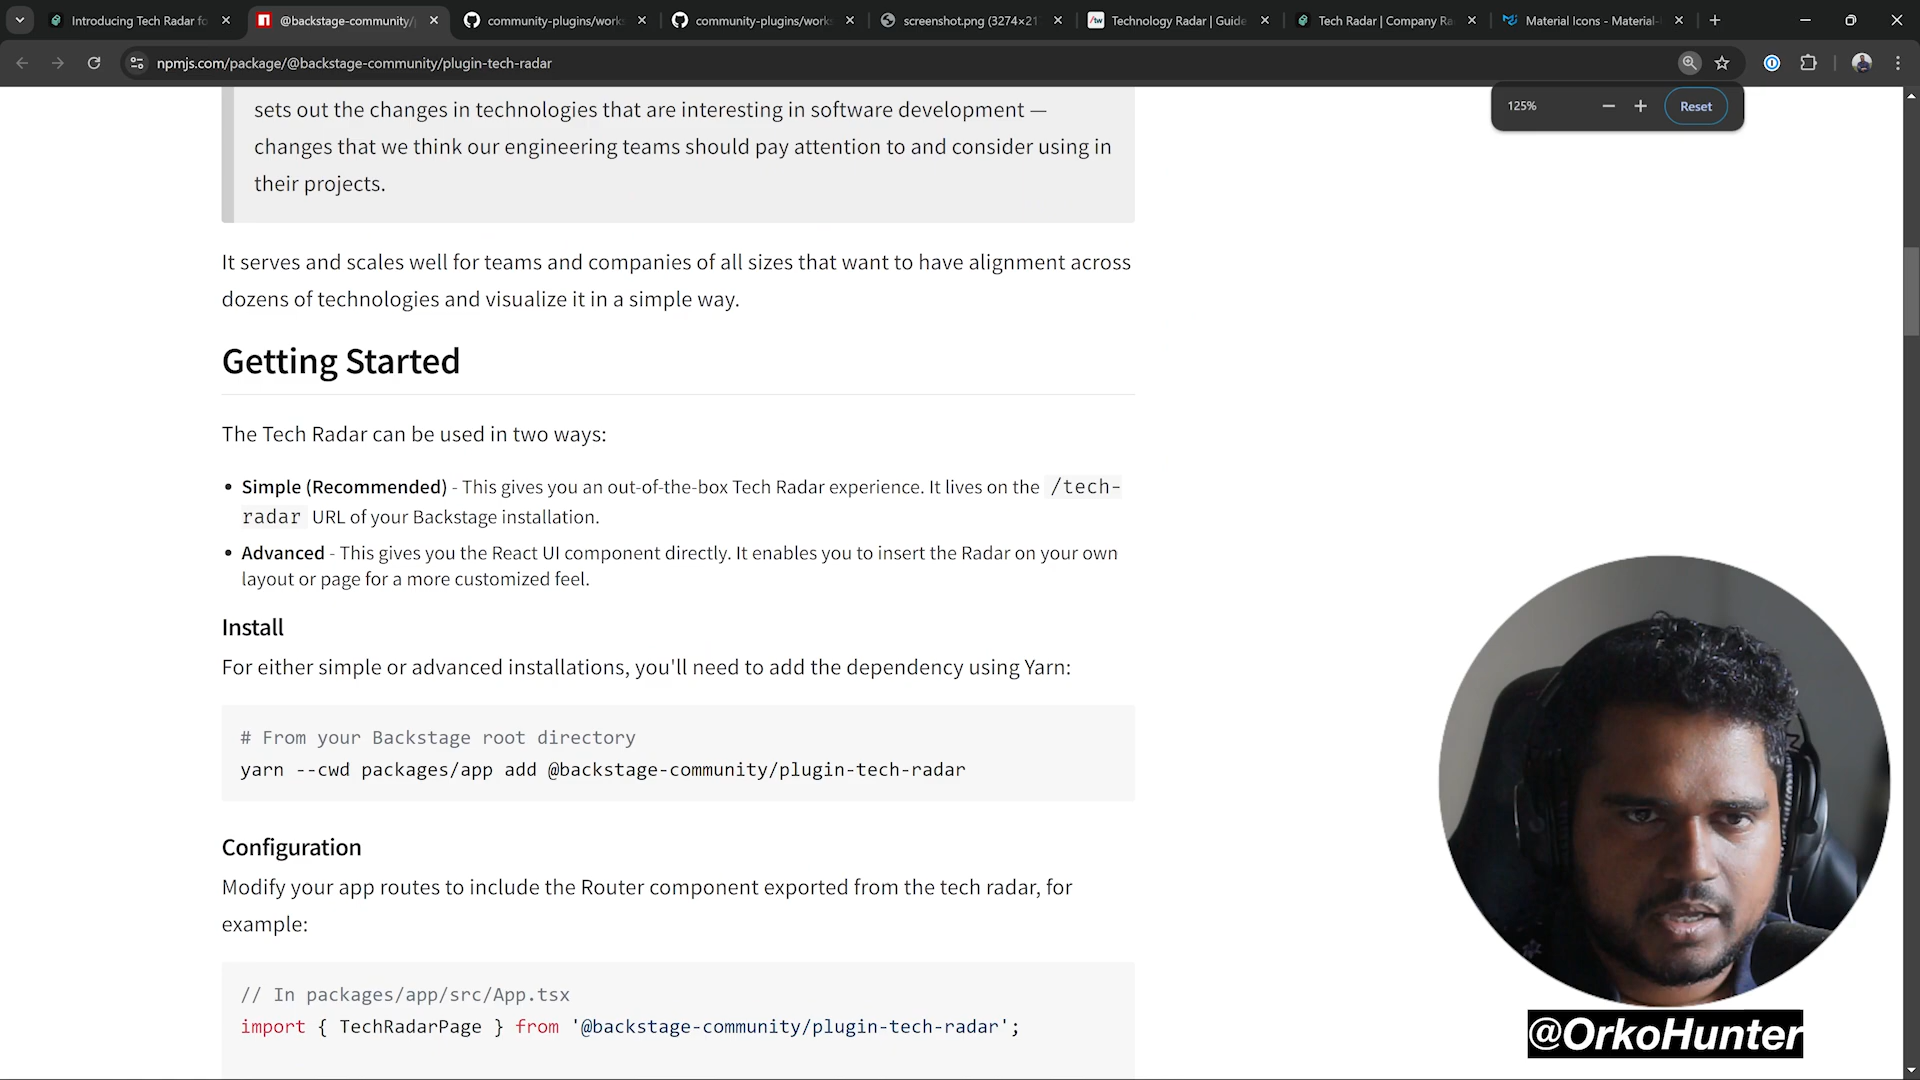 Introducing Tech Radar fo
@backstage-community/
community-plugins/works
community-plugins/works
screenshot.png (3274×21
Technology Radar | Guide
Tech Radar | Company Ra
Material Icons - Material-
npmjs.com/package/@backstage-community/plugin-tech-radar
125%
Reset
sets out the changes in technologies that are interesting in software development —
changes that we think our engineering teams should pay attention to and consider using in
their projects.
It serves and scales well for teams and companies of all sizes that want to have alignment across
dozens of technologies and visualize it in a simple way.
Getting Started
The Tech Radar can be used in two ways:
• Simple (Recommended) - This gives you an out-of-the-box Tech Radar experience. It lives on the /tech-
radar URL of your Backstage installation.
• Advanced - This gives you the React UI component directly. It enables you to insert the Radar on your own
layout or page for a more customized feel.
Install
For either simple or advanced installations, you'll need to add the dependency using Yarn:
# From your Backstage root directory
yarn --cwd packages/app add @backstage-community/plugin-tech-radar
Configuration
Modify your app routes to include the Router component exported from the tech radar, for
example:
// In packages/app/src/App.tsx
import { TechRadarPage } from '@backstage-community/plugin-tech-radar';
@OrkoHunter